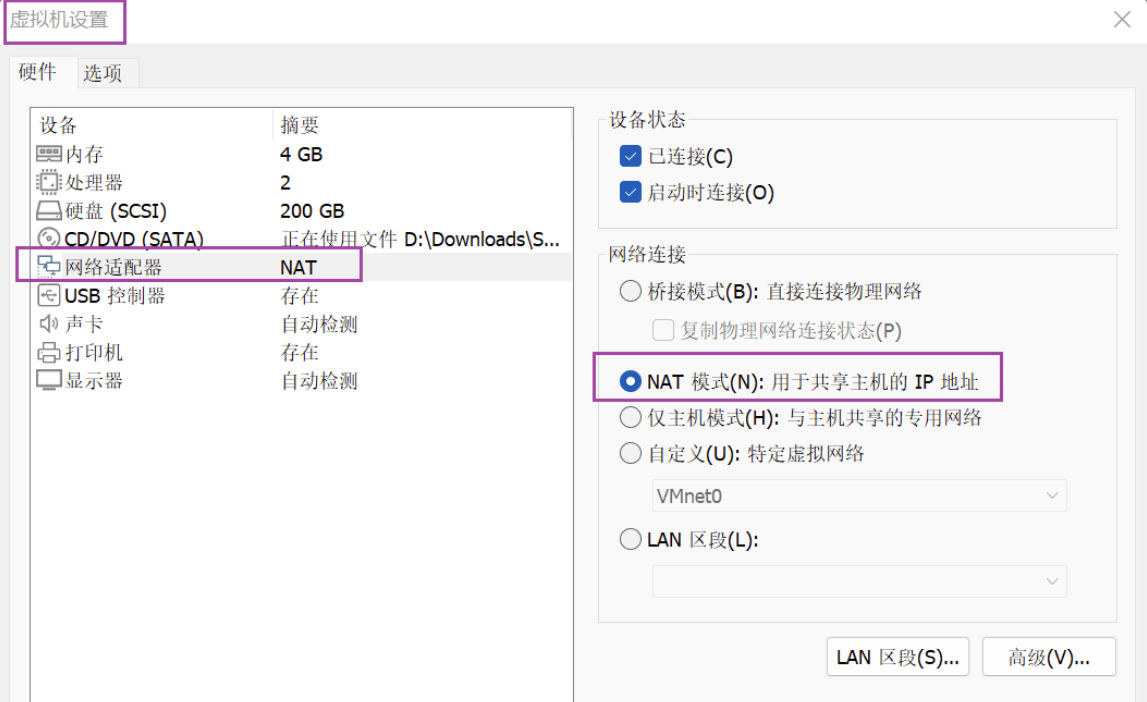 虚拟机设置
硬件 选项
设备 摘要
内存 4 GB
处理器 2
硬盘 (SCSI) 200 GB
CD/DVD (SATA) 正在使用文件 D:\Downloads\S...
网络适配器 NAT
USB 控制器 存在
声卡 自动检测
打印机 存在
显示器 自动检测
设备状态
已连接(C)
启动时连接(O)
网络连接
桥接模式(B): 直接连接物理网络
复制物理网络连接状态(P)
NAT 模式(N): 用于共享主机的 IP 地址
仅主机模式(H): 与主机共享的专用网络
自定义(U): 特定虚拟网络
VMnet0
LAN 区段(L):
LAN 区段(S)... 高级(V)...